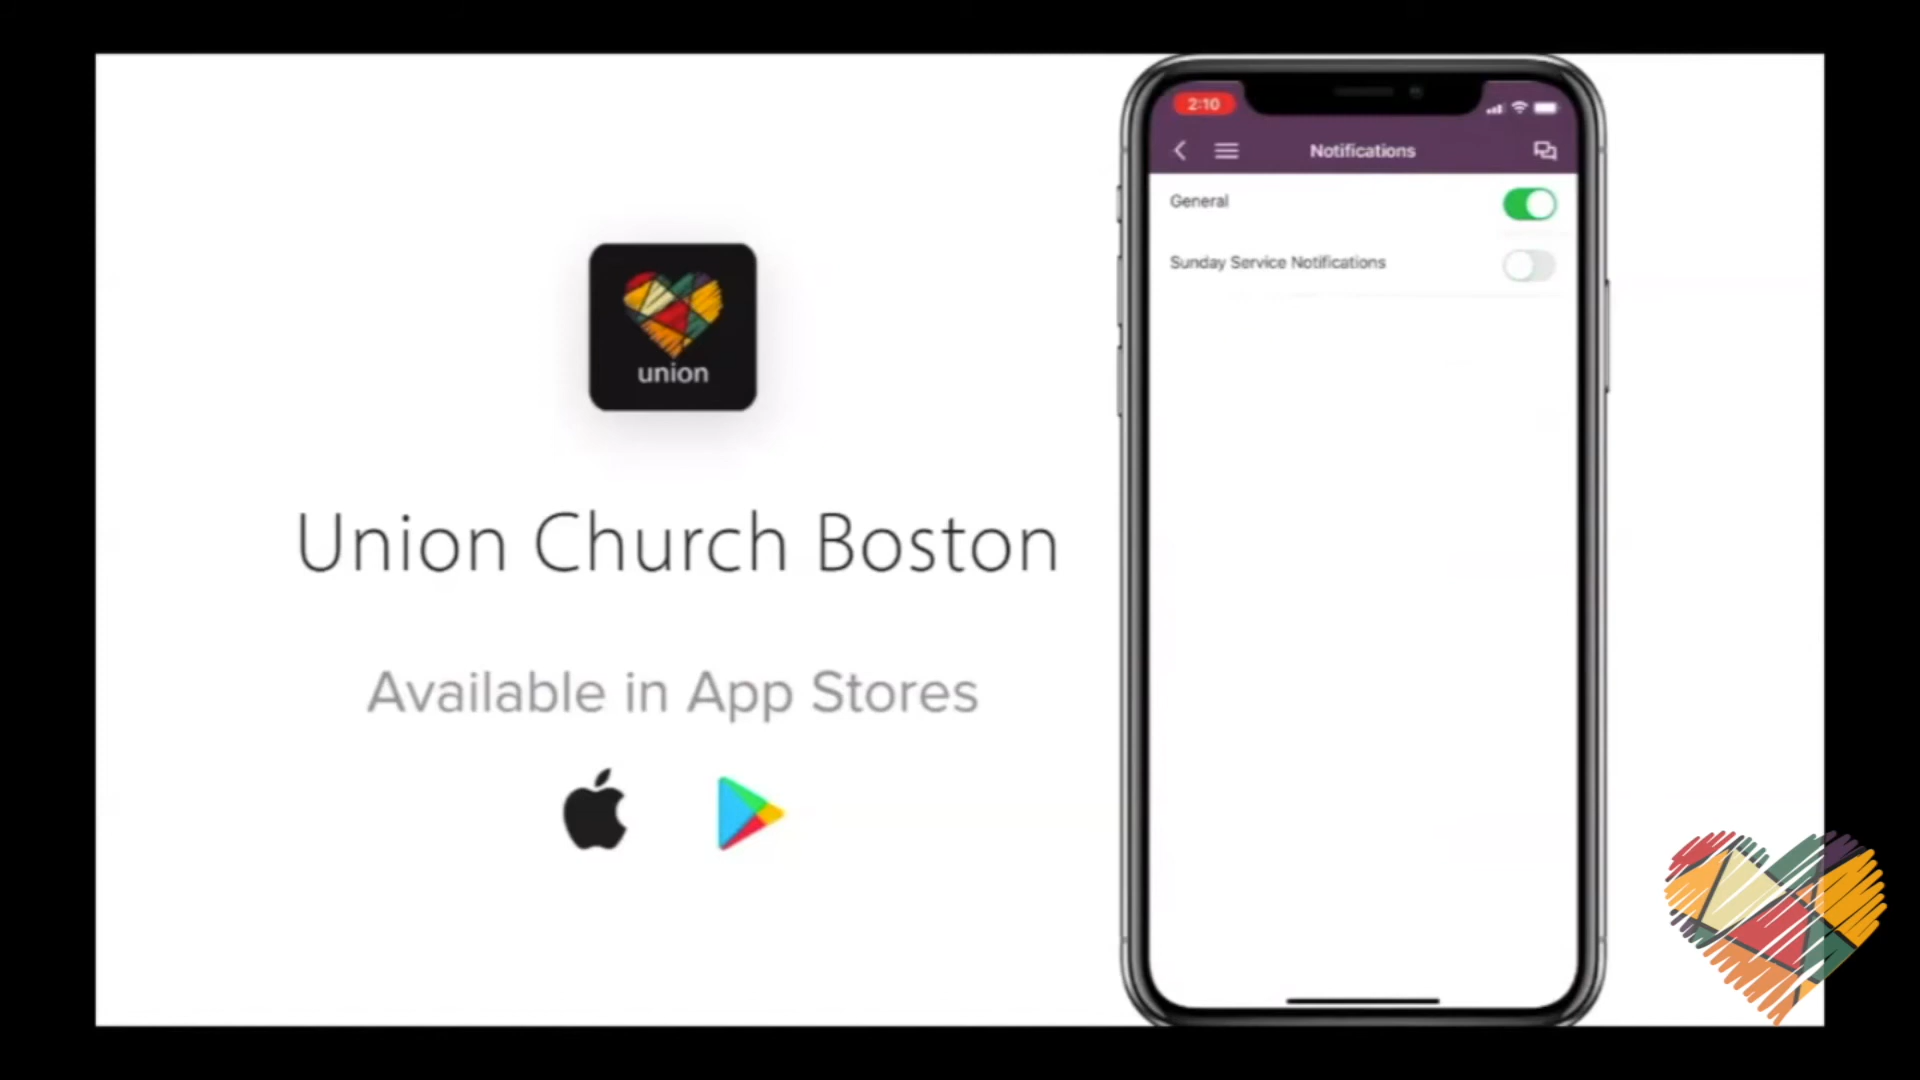 union
Union Church Boston
Available in App Stores
2:10
Notifications
General
Sunday Service Notifications